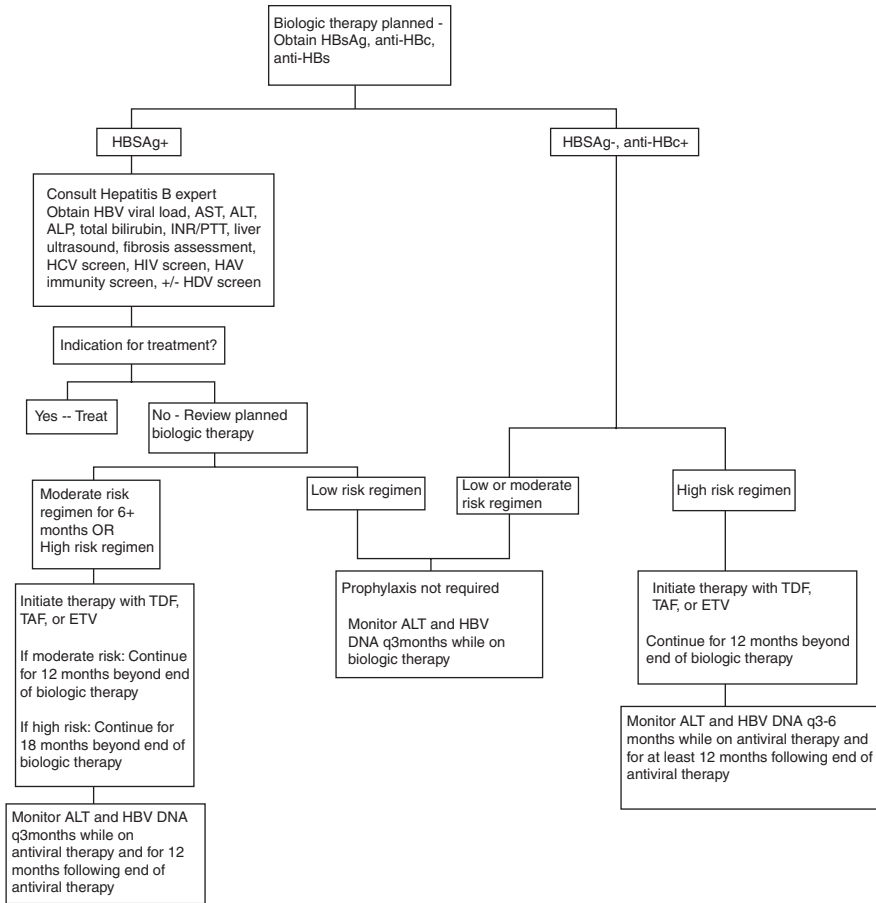 Biologic therapy planned -
Obtain HBsAg, anti-HBc,
anti-HBs
HBSAg+
HBSAg-, anti-HBc+
Consult Hepatitis B expert
Obtain HBV viral load, AST, ALT,
ALP, total bilirubin, INR/PTT, liver
ultrasound, fibrosis assessment,
HCV screen, HIV screen, HAV
immunity screen, +/- HDV screen
Indication for treatment?
Yes -- Treat
No - Review planned
biologic therapy
Moderate risk
regimen for 6+
months OR
High risk regimen
Low risk regimen
Low or moderate
risk regimen
High risk regimen
Initiate therapy with TDF,
TAF, or ETV
If moderate risk: Continue
for 12 months beyond end
of biologic therapy
If high risk: Continue for
18 months beyond end of
biologic therapy
Prophylaxis not required
Monitor ALT and HBV
DNA q3months while on
biologic therapy
Initiate therapy with TDF,
TAF, or ETV
Continue for 12 months beyond
end of biologic therapy
Monitor ALT and HBV DNA q3-6
months while on antiviral therapy and
for at least 12 months following end of
antiviral therapy
Monitor ALT and HBV DNA
q3months while on
antiviral therapy and for 12
months following end of
antiviral therapy